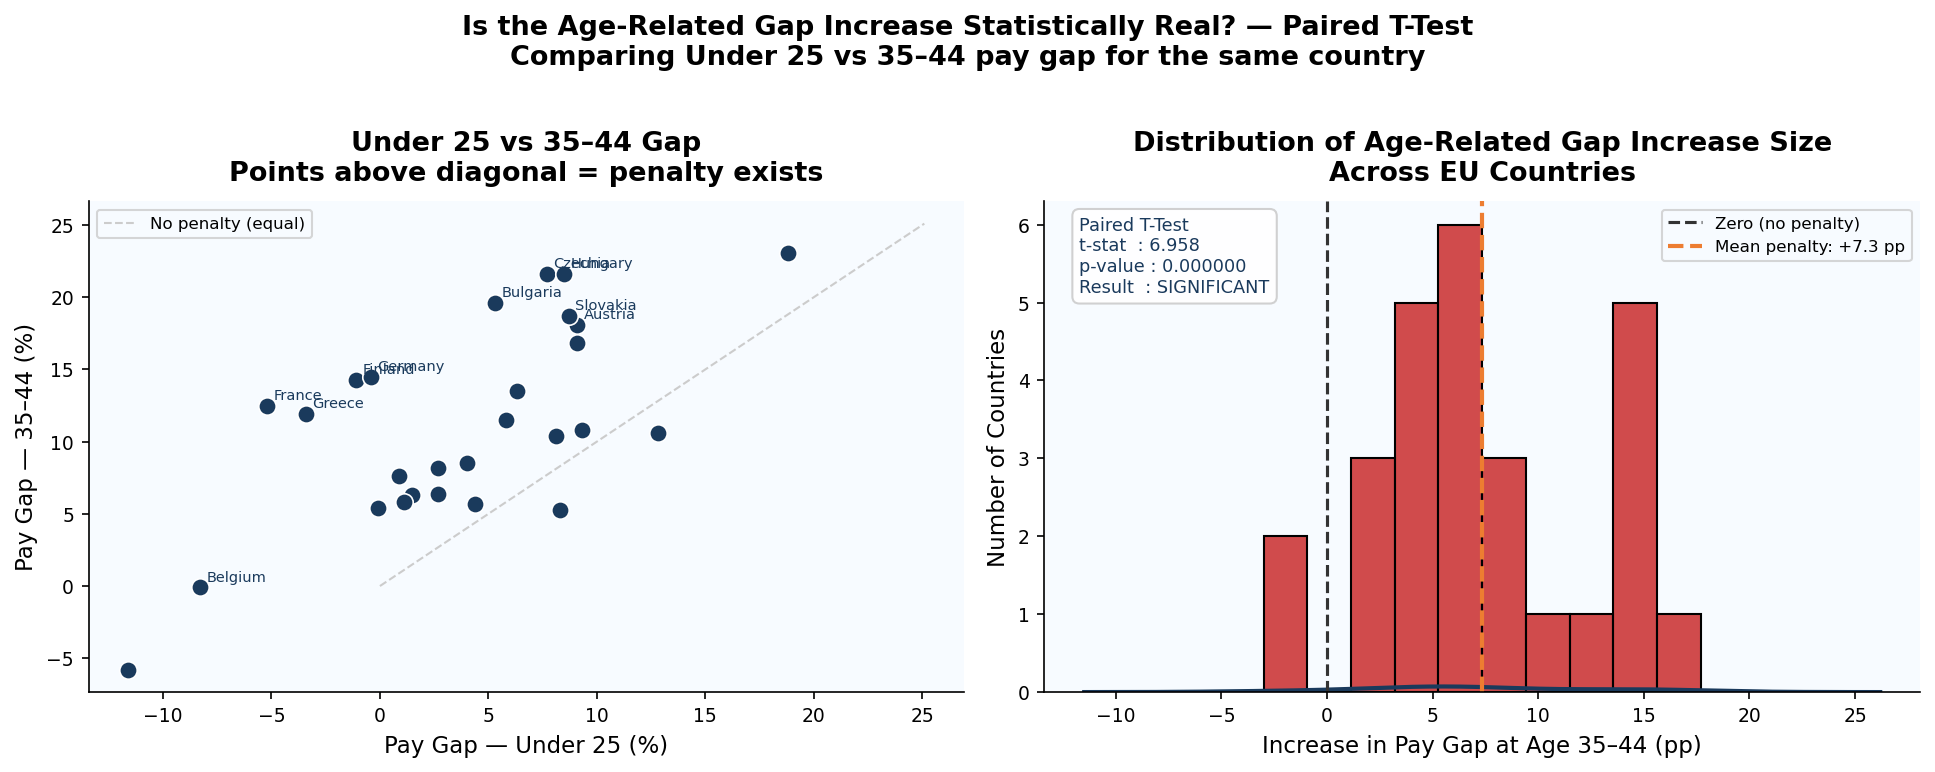 Is the Age-Related Gap Increase Statistically Real? — Paired T-Test
Comparing Under 25 vs 35–44 pay gap for the same country
Under 25 vs 35–44 Gap
Points above diagonal = penalty exists
No penalty (equal)
25
20
15
10
5
0
−5
Pay Gap — 35–44 (%)
Czechia
Hungary
Bulgaria
Slovakia
Austria
Finland
Germany
France
Greece
Belgium
−10
−5
0
5
10
15
20
25
Pay Gap — Under 25 (%)
Distribution of Age-Related Gap Increase Size
Across EU Countries
Paired T-Test
t-stat  : 6.958
p-value : 0.000000
Result  : SIGNIFICANT
Zero (no penalty)
Mean penalty: +7.3 pp
6
5
4
3
2
1
0
Number of Countries
−10
−5
0
5
10
15
20
25
Increase in Pay Gap at Age 35–44 (pp)